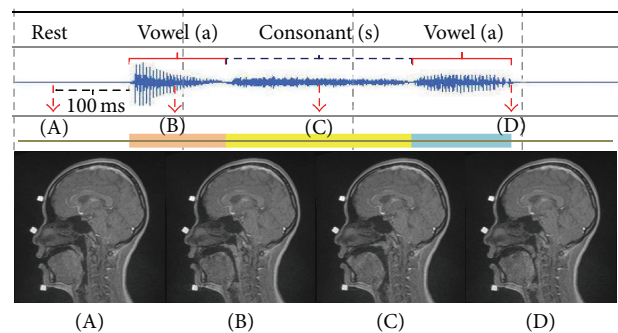 Rest Vowel (a) Consonant (s) Vowel (a)
100 ms
(A) (B) (C) (D)
(A) (B) (C) (D)